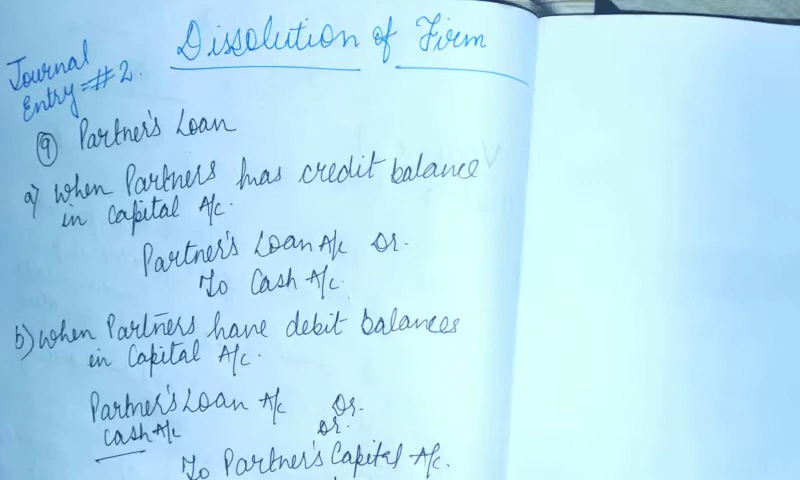 Dissolution of Firm
Journal
Entry #2.
9 Partner's Loan
a) When Partners has credit balance
in Capital A/c.
Partner's Loan A/c Dr.
To Cash A/c.
b) When Partners have debit balances
in Capital A/c.
Partner's Loan A/c Dr.
Cash A/c Dr.
To Partner's Capital A/c.